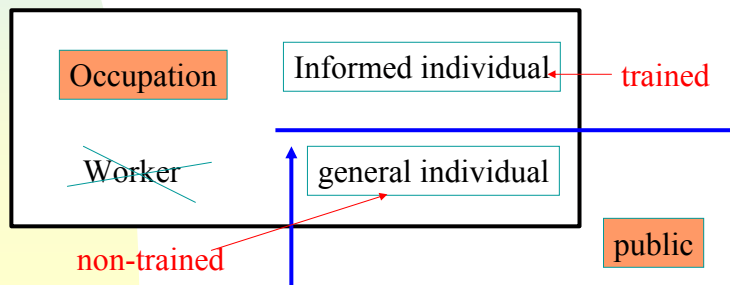 Occupation
Informed individual
trained
Worker
general individual
non-trained
public